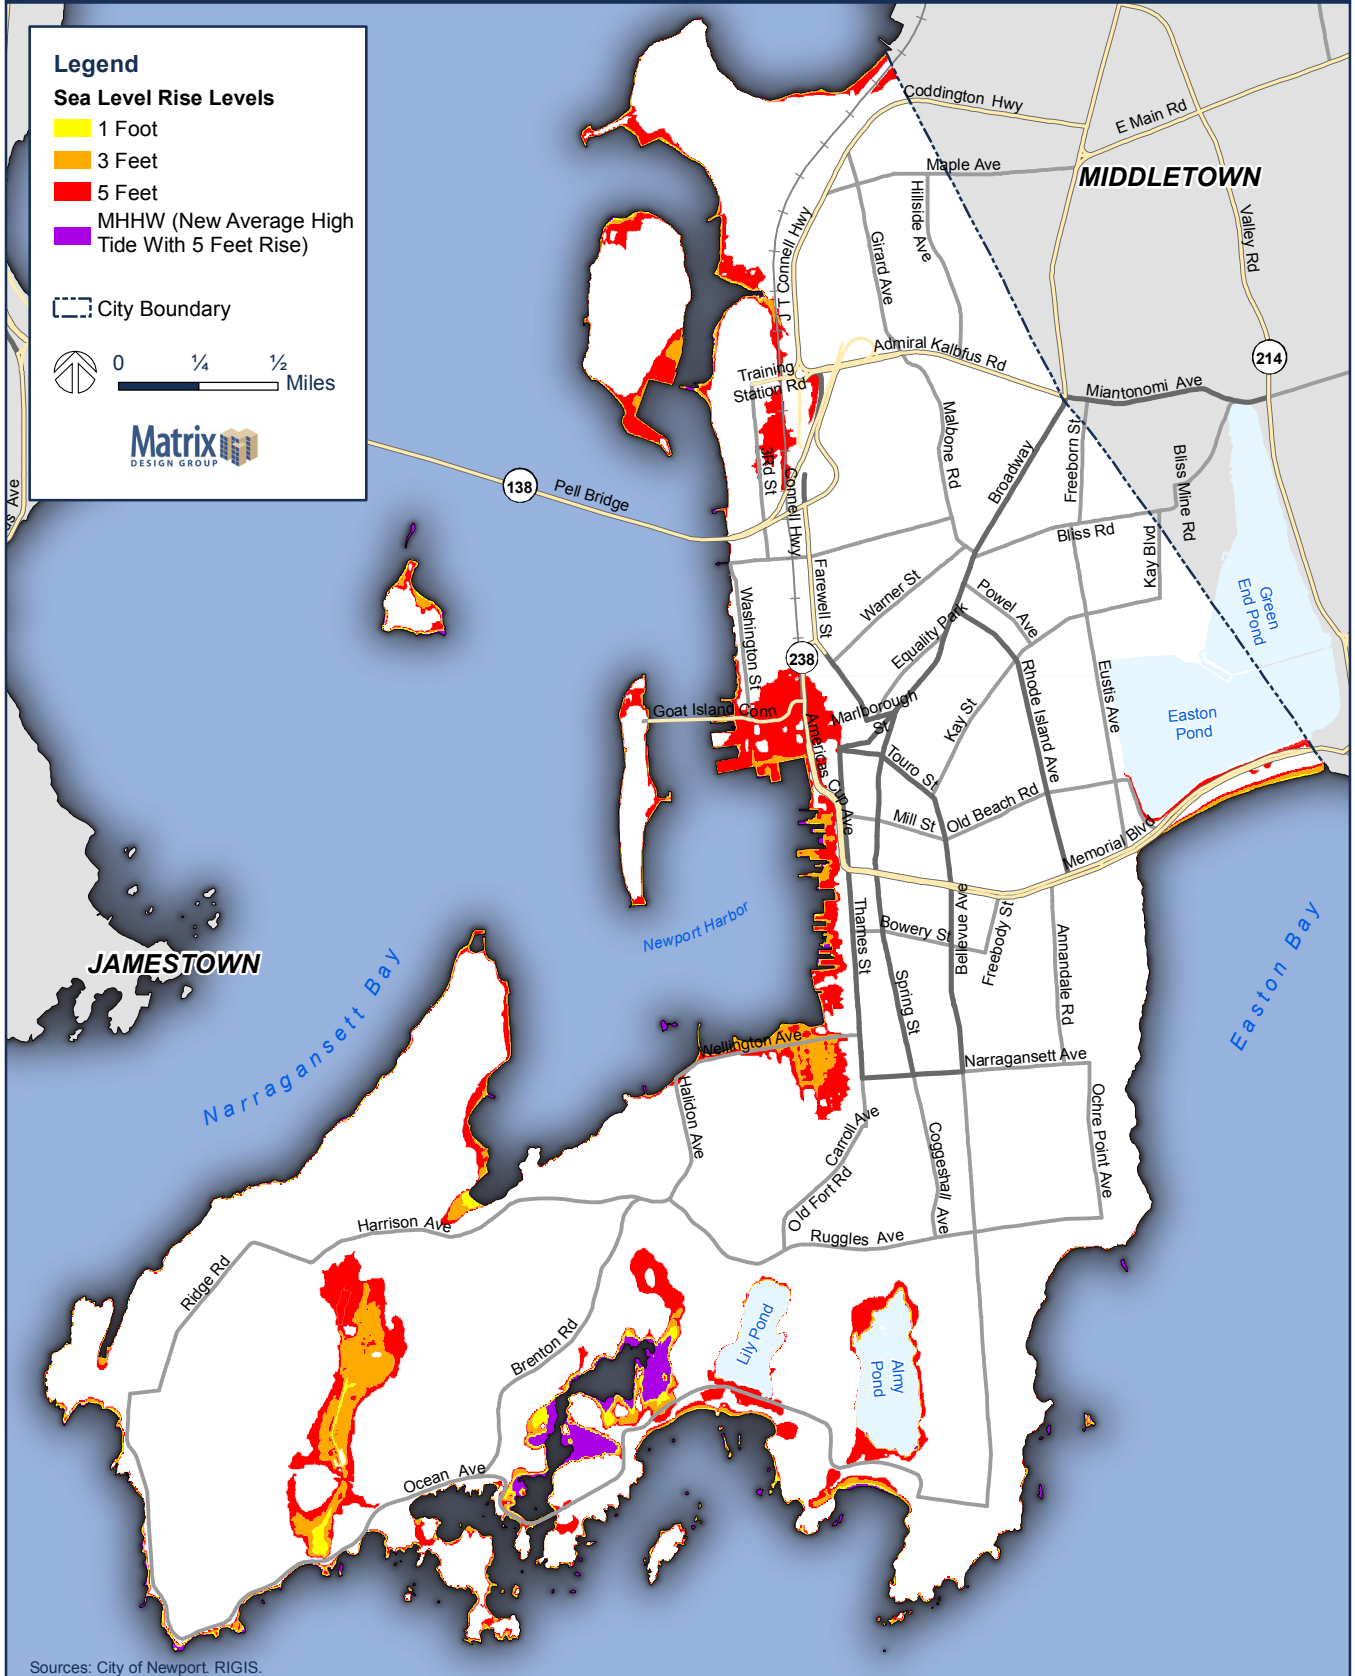 Legend
Sea Level Rise Levels
1 Foot
3 Feet
5 Feet
MHHW (New Average High
Tide With 5 Feet Rise)
City Boundary
0 ¼ ½
Miles
Matrix
DESIGN GROUP
Coddington Hwy
E Main Rd
Maple Ave
MIDDLETOWN
Hillside Ave
Valley Rd
Girard Ave
J T Connell Hwy
Admiral Kalbfus Rd
214
Training
Station Rd
Miantonomi Ave
Malbone Rd
Broadway
Freeborn St
Bliss Mine Rd
3Rd St
Connell Hwy
138
Pell Bridge
Bliss Rd
Kay Blvd
Farewell St
Warner St
Powel Ave
Washington St
Equality Park
Green
End Pond
238
Rhode Island Ave
Eustis Ave
Goat Island Conn
Marlborough
St
Kay St
Easton
Pond
Americas Cup Ave
Touro St
Mill St
Old Beach Rd
Memorial Blvd
Newport Harbor
Thames St
Bowery St
Bellevue Ave
Freebody St
Annandale Rd
Easton Bay
JAMESTOWN
Narragansett Bay
Spring St
Wellington Ave
Narragansett Ave
Halidon Ave
Carroll Ave
Coggeshall Ave
Ochre Point Ave
Old Fort Rd
Harrison Ave
Ruggles Ave
Ridge Rd
Brenton Rd
Lily Pond
Almy
Pond
Ocean Ave
Sources: City of Newport. RIGIS.